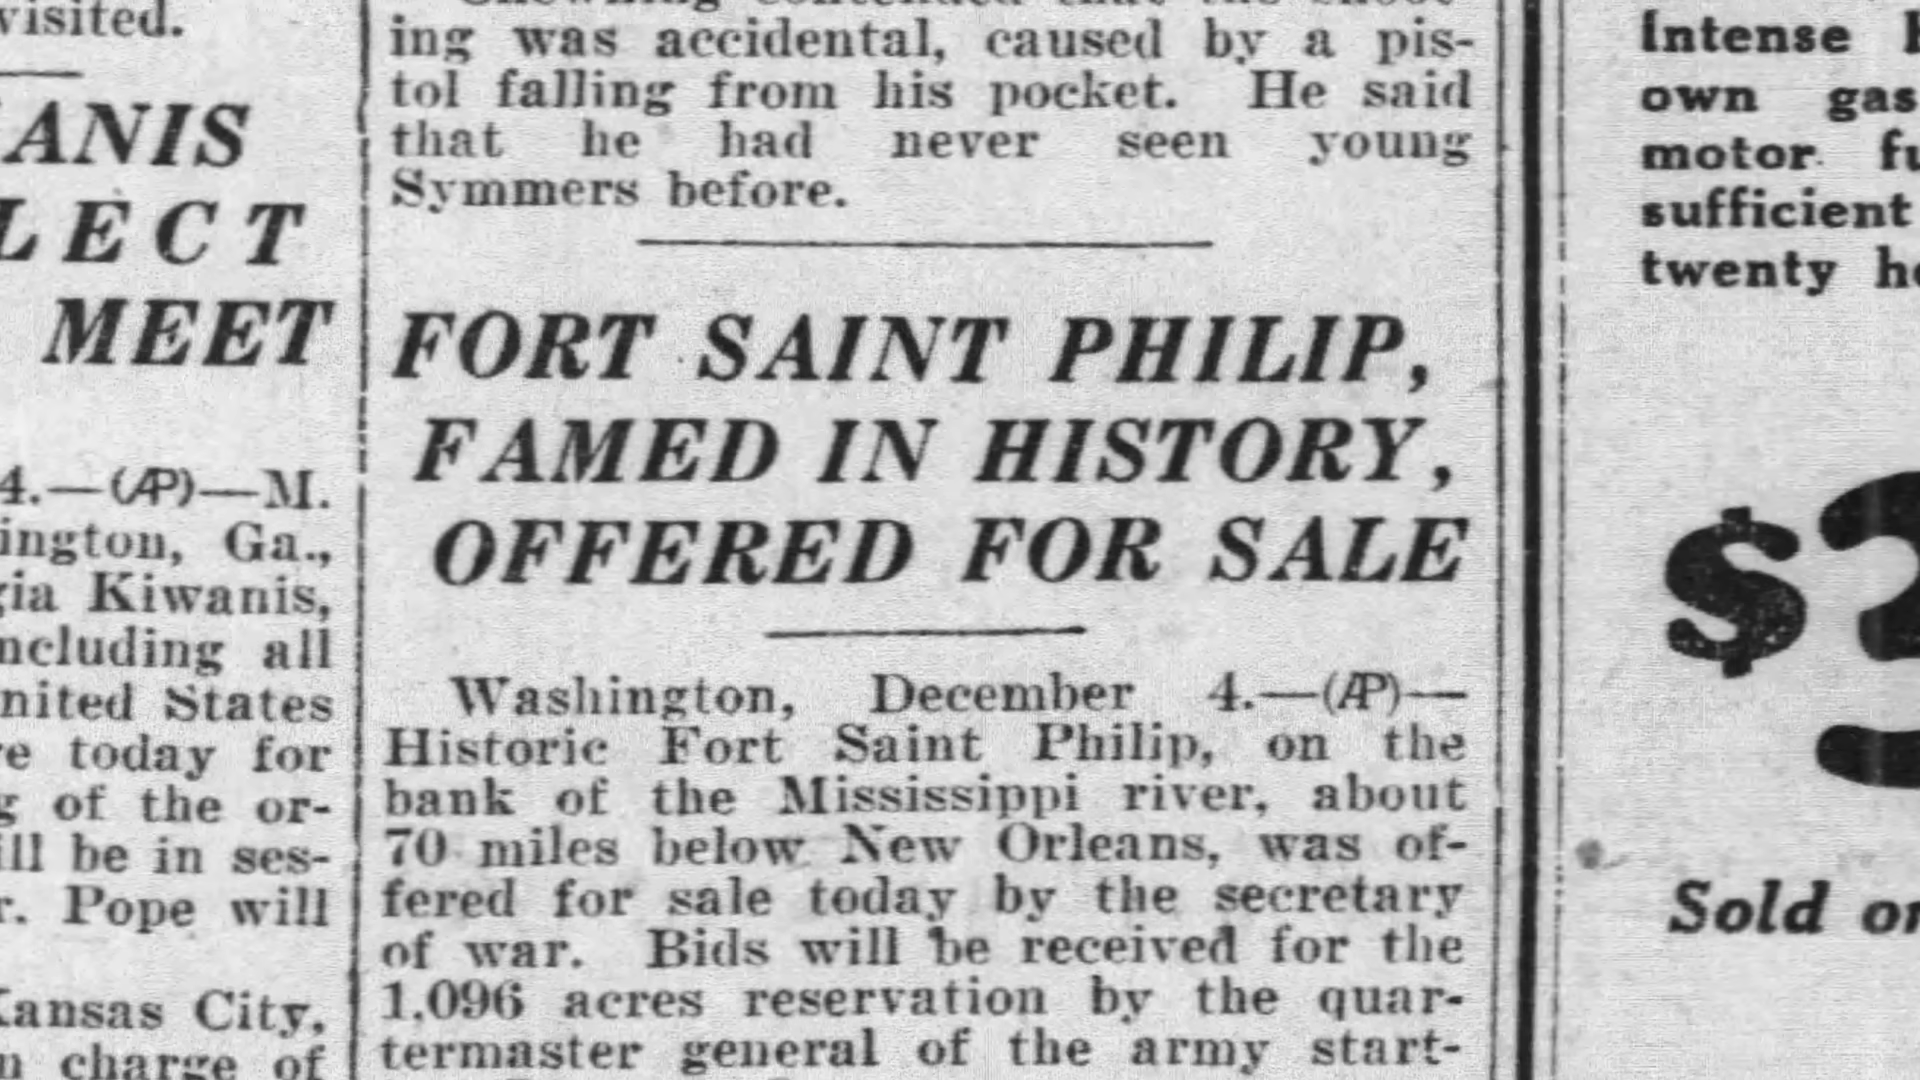 visited.
ANIS
LECT
MEET
4.—(AP)—M.
ington, Ga.,
gia Kiwanis,
ncluding all
nited States
re today for
g of the or-
ill be in ses-
r. Pope will
Kansas City,
n charge of
ing was accidental, caused by a pis-
tol falling from his pocket. He said
that he had never seen young
Symmers before.
FORT SAINT PHILIP,
FAMED IN HISTORY,
OFFERED FOR SALE
Washington, December 4.—(AP)—
Historic Fort Saint Philip, on the
bank of the Mississippi river, about
70 miles below New Orleans, was of-
fered for sale today by the secretary
of war. Bids will be received for the
1,096 acres reservation by the quar-
termaster general of the army start-
Intense
own gas
motor fu
sufficient
twenty ho
$
Sold on